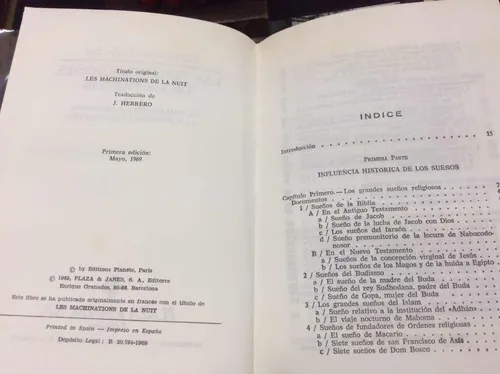 Título original:
LES MACHINATIONS DE LA NUIT
Traducción de
J. HERRERO
Primera edición:
Mayo, 1969
© by Editions Planète, Paris
© 1969, PLAZA & JANES, S. A., Editores
Enrique Granados, 86-88, Barcelona
Este libro se ha publicado originalmente en francés con el título de
LES MACHINATIONS DE LA NUIT
Printed in Spain — Impreso en España
Depósito Legal: B. 20.794-1969
INDICE
Introducción 15
PRIMERA PARTE
INFLUENCIA HISTORICA DE LOS SUEÑOS
Capítulo Primero.—Los grandes sueños religiosos
Documentos
1/ Sueños de la Biblia
A/ En el Antiguo Testamento
a/ Sueño de Jacob
b/ Sueño de la lucha de Jacob con Dios
c/ Los sueños del faraón
d/ Sueño premonitorio de la locura de Nabucodo-
nosor
B/ En el Nuevo Testamento
a/ Sueños de la concepción virginal de Jesús
b/ Los sueños de los Magos y de la huida a Egipto
2/ Sueños del Budismo
a/ El sueño de la madre del Buda
b/ Sueño del rey Sudhodana, padre del Buda
c/ Sueño de Gopa, mujer del Buda
3/ Los grandes sueños del Islam
a/ Sueño relativo a la institución del «Adhân»
b/ El viaje nocturno de Mahoma
4/ Sueños de fundadores de Ordenes religiosas
a/ El sueño de Macario
b/ Siete sueños de san Francisco de Asís
c/ Siete sueños de Dom Bosco